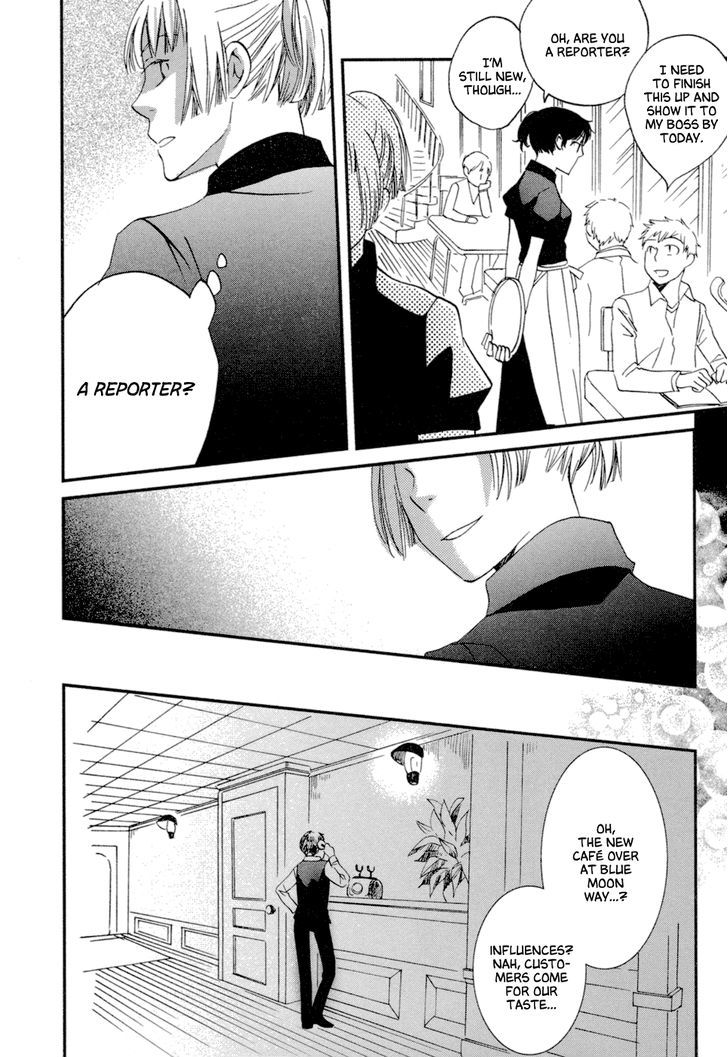 I NEED
TO FINISH
THIS UP AND
SHOW IT TO
MY BOSS BY
TODAY.
OH, ARE YOU
A REPORTER?
I'M
STILL NEW,
THOUGH...
A REPORTER?
OH,
THE NEW
CAFÉ OVER
AT BLUE
MOON
WAY...?
INFLUENCES?
NAH, CUSTO-
MERS COME
FOR OUR
TASTE...